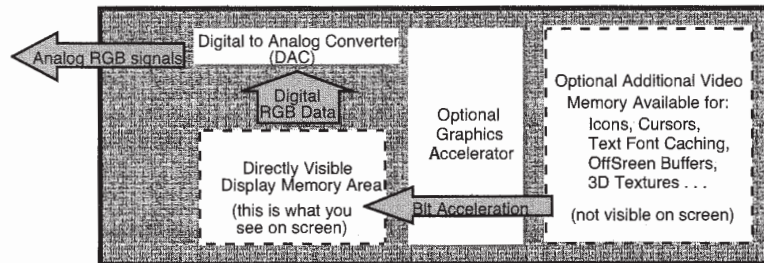 Analog RGB signals
Digital to Analog Converter
(DAC)
Digital
RGB Data
Directly Visible
Display Memory Area
(this is what you
see on screen)
Optional
Graphics
Accelerator
Blt Acceleration
Optional Additional Video
Memory Available for:
Icons, Cursors,
Text Font Caching,
OffSreen Buffers,
3D Textures . . .
(not visible on screen)